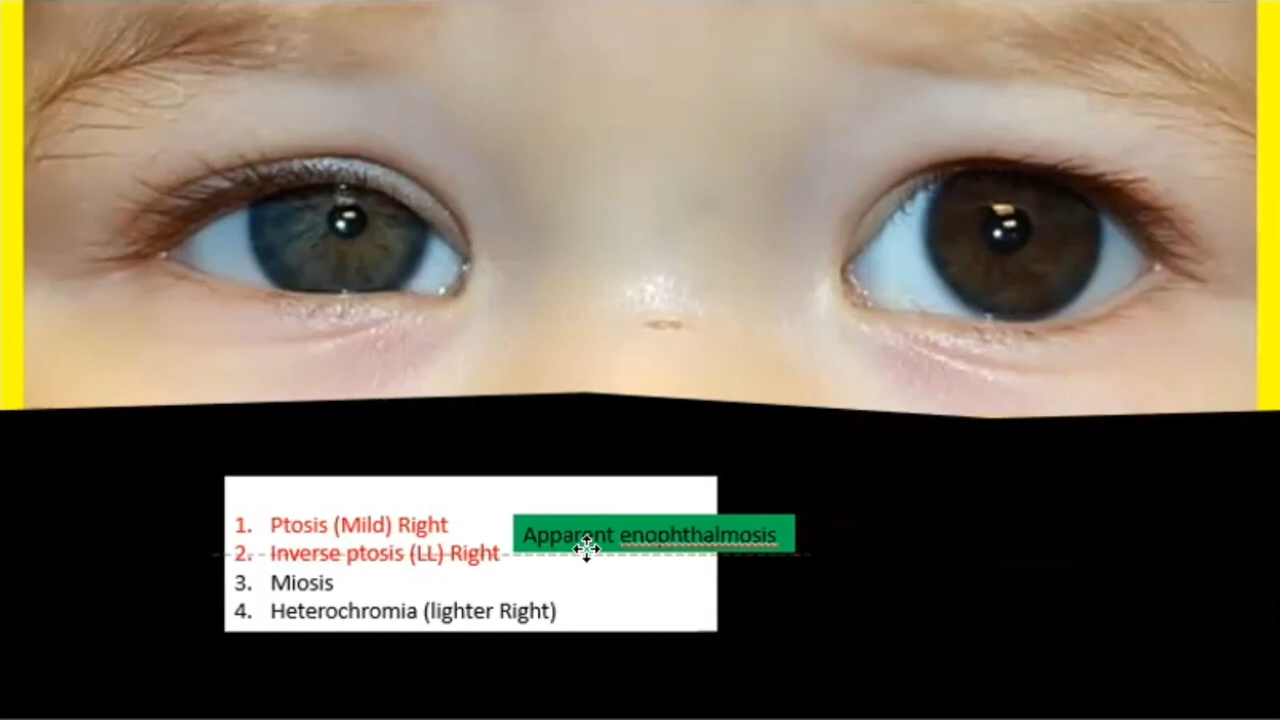 1. Ptosis (Mild) Right
Apparent enophthalmosis
2. Inverse ptosis (LL) Right
3. Miosis
4. Heterochromia (lighter Right)